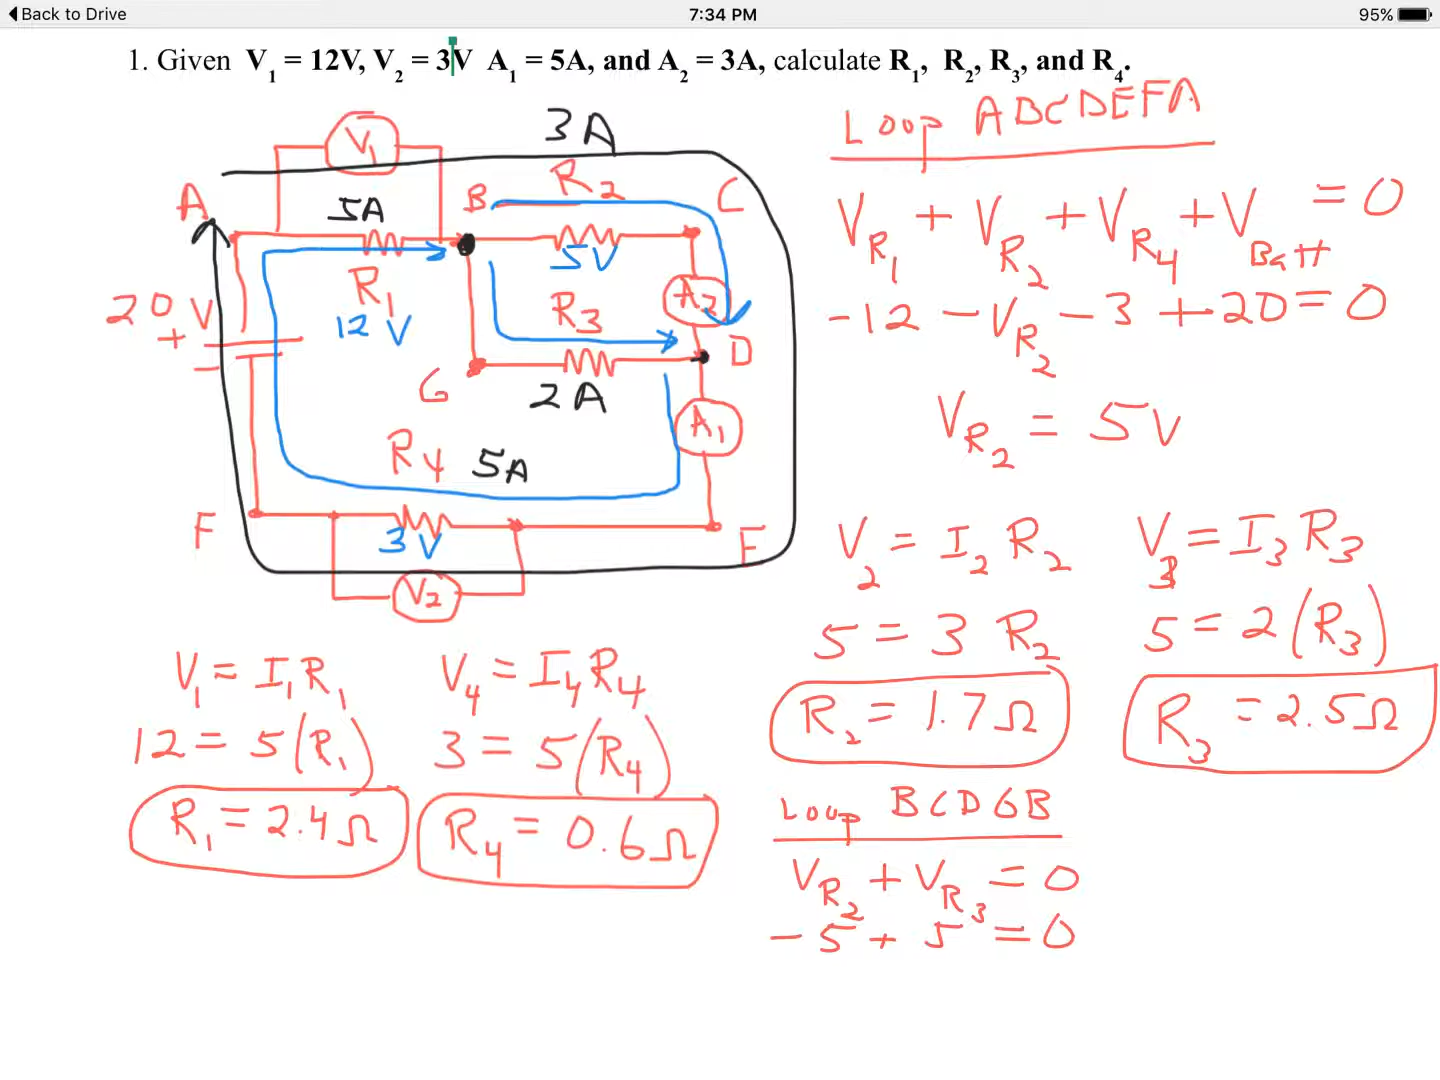 Back to Drive
7:34 PM
95%
1. Given V1 = 12V, V2 = 3V A1 = 5A, and A2 = 3A, calculate R1, R2, R3, and R4.
Loop ABCDEFA
VR1 + VR2 + VR4 + VBatt = 0
-12 - VR2 - 3 + 20 = 0
VR2 = 5V
3A
V1
A
5A
B
R2
C
5V
R1
12 V
20 V
+
-
R3
A2
D
G
2A
A1
R4
5A
F
3 V
E
V2
V2 = I2 R2
5 = 3 R2
R2 = 1.7Ω
V3 = I3 R3
5 = 2 (R3)
R3 = 2.5Ω
V1 = I1R1
12 = 5 (R1)
R1 = 2.4Ω
V4 = I4R4
3 = 5 (R4)
R4 = 0.6Ω
Loop BCDGB
VR2 + VR3 = 0
-5 + 5 = 0